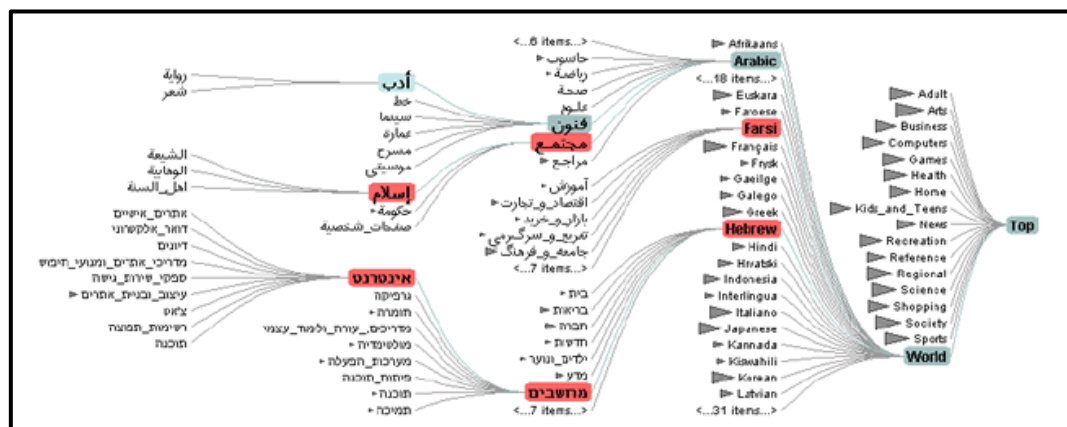 Top
Adult
Arts
Business
Computers
Games
Health
Home
Kids_and_Teens
News
Recreation
Reference
Regional
Science
Shopping
Society
Sports
World
Afrikaans
Arabic
<...18 items...>
Euskara
Faroese
farsi
Français
Frysk
Gaeilge
Galego
Greek
Hebrew
Hindi
Hrvatski
Indonesia
Interlingua
Italiano
Japanese
Kannada
Kiswahili
Korean
Latvian
<...31 items...>
<...6 items...>
حاسوب
رياضة
صحة
علوم
فنون
مجتمع
مراجع
آموزش
اقتصاد_و_تجارت
بازار_و_خرید
تفریح_و_سرگرمی
جامعه_و_فرهنگ
<...7 items...>
בית
בריאות
חברה
חדשות
ילדים_ונוער
מדע
מחשבים
<...7 items...>
أدب
خط
سينما
عمارة
مسرح
موسيقى
إسلام
حكومة
صفحات_شخصية
אינטרנט
גרפיקה
חומרה
מדריכים,_עזרה_ולימוד_עצמי
מולטימדיה
מערכות_הפעלה
פיתוח_תוכנה
תוכנה
תמיכה
رواية
شعر
الشيعة
الوهابية
اهل_السنة
אתרים_אישיים
דואר_אלקטרוני
דיונים
מדריכי_אתרים_ומנועי_חיפוש
ספקי_שירות_גישה
עיצוב_ובניית_אתרים
צ'אט
רשימות_תפוצה
תוכנה